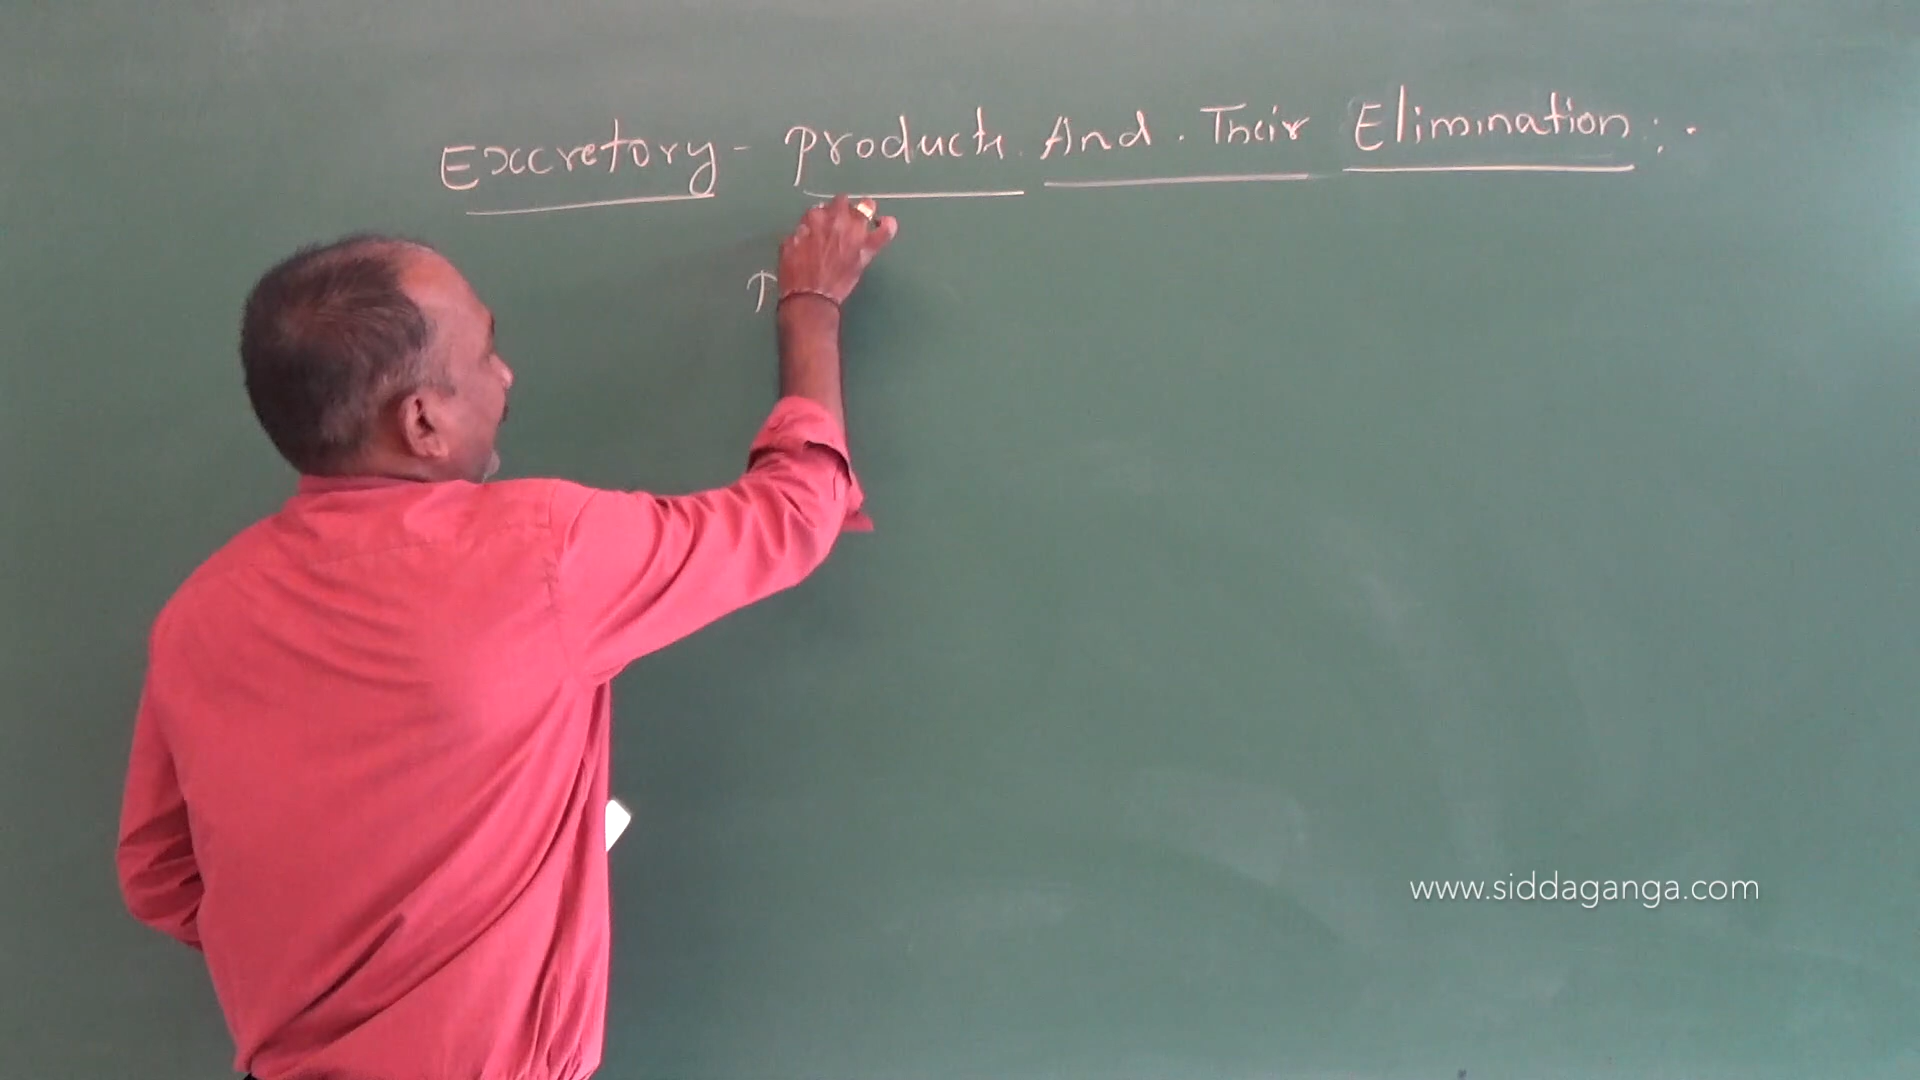 Excretory - products And. Their Elimination : .
www.siddaganga.com